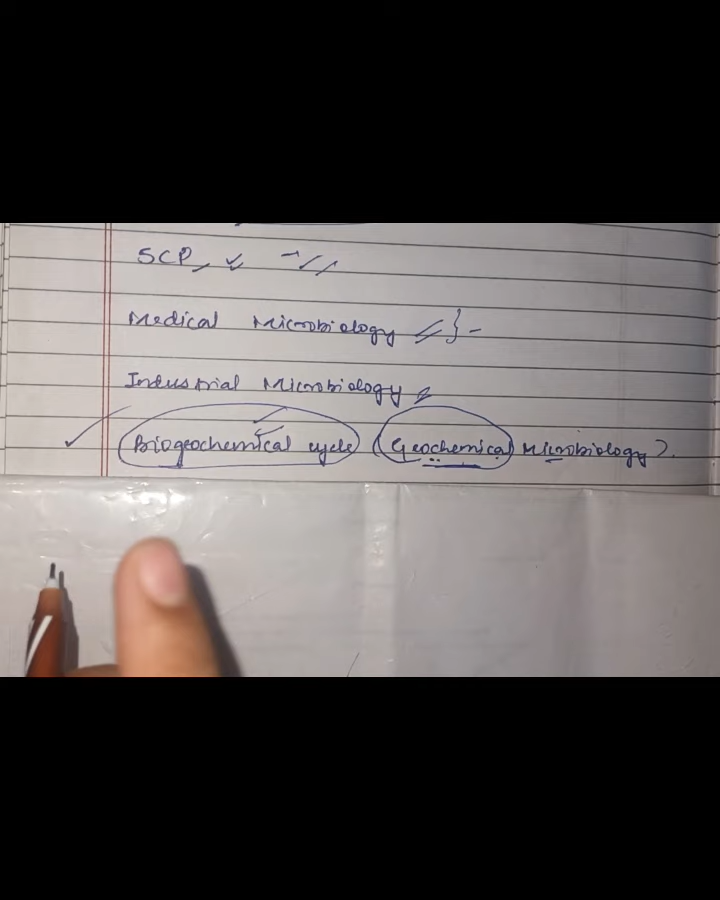 SCP,
Medical Microbiology
Industrial Microbiology
Biogeochemical cycle (Geochemical Microbiology).